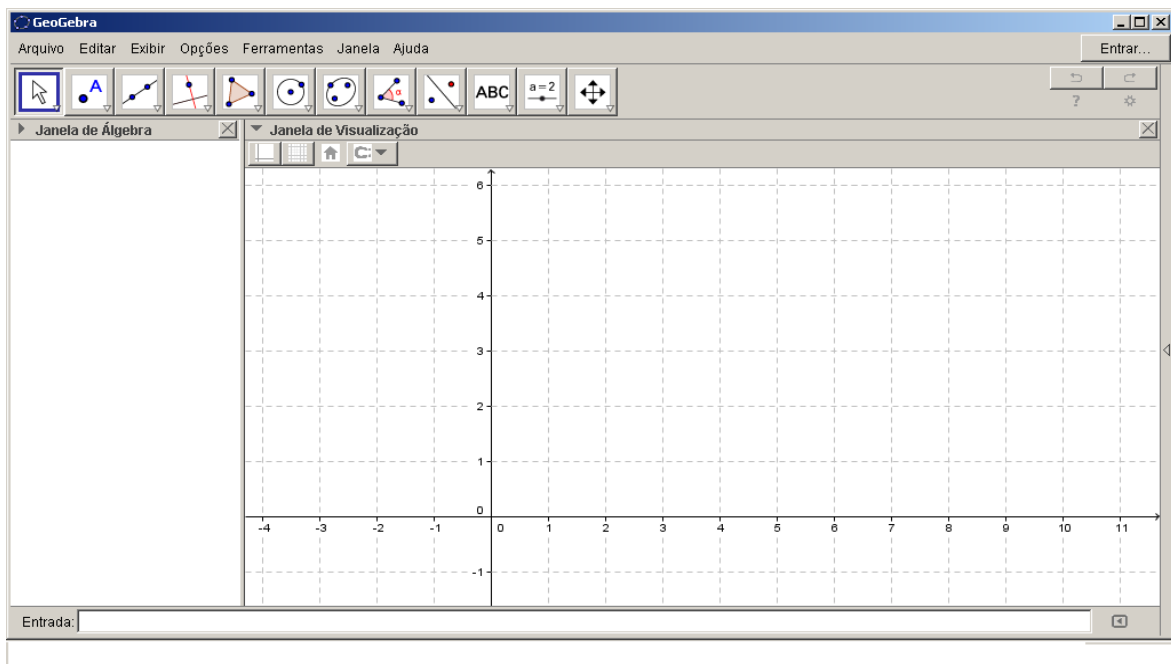 GeoGebra
Arquivo Editar Exibir Opções Ferramentas Janela Ajuda Entrar...
A α ABC a=2
?
Janela de Álgebra Janela de Visualização
6
5
4
3
2
1
0
-4 -3 -2 -1 0 1 2 3 4 5 6 7 8 9 10 11
-1
Entrada: